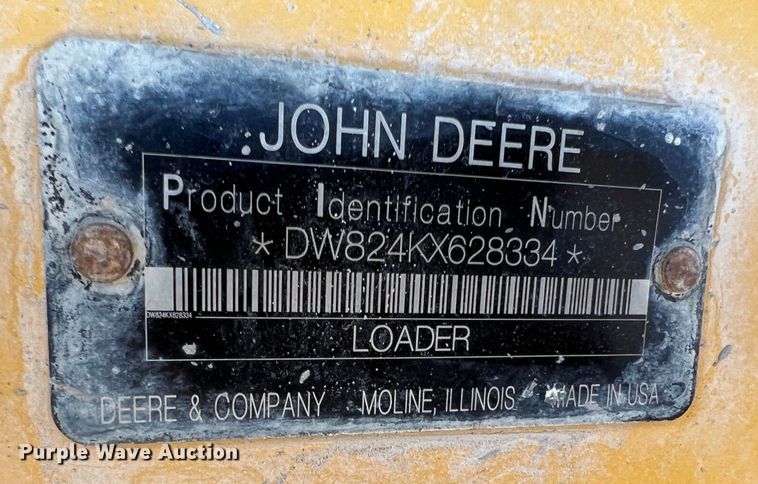 JOHN DEERE
Product Identification Number
* DW824KX628334 *
DW824KX628334
LOADER
DEERE & COMPANY MOLINE, ILLINOIS MADE IN USA
Purple Wave Auction